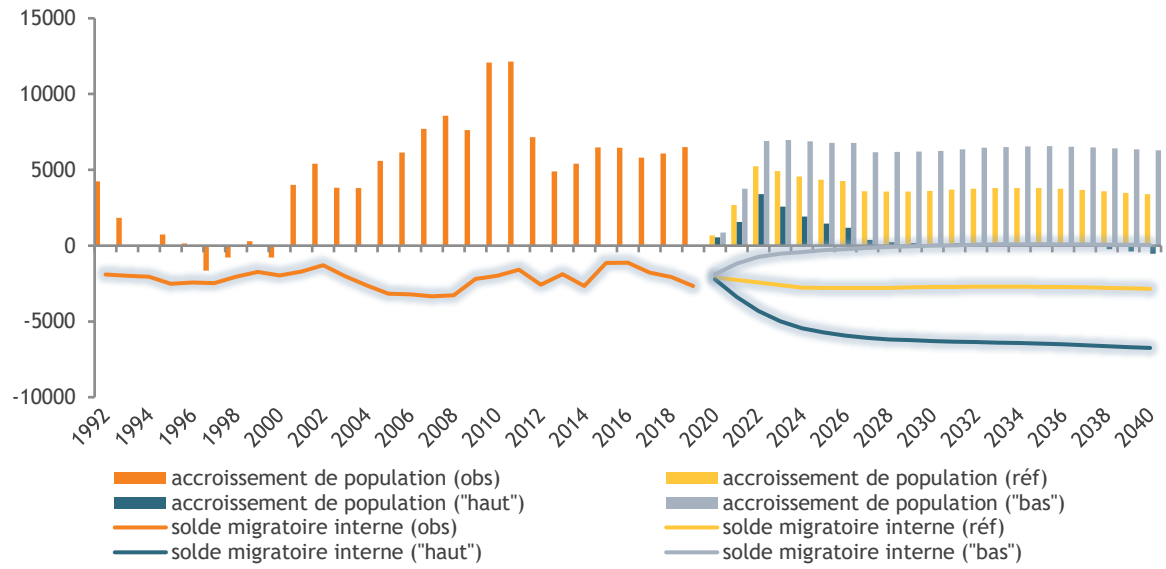 15000
10000
5000
0
-5000
-10000
1992 1994 1996 1998 2000 2002 2004 2006 2008 2010 2012 2014 2016 2018 2020 2022 2024 2026 2028 2030 2032 2034 2036 2038 2040
accroissement de population (obs) accroissement de population (réf)
accroissement de population ("haut") accroissement de population ("bas")
solde migratoire interne (obs) solde migratoire interne (réf)
solde migratoire interne ("haut") solde migratoire interne ("bas")